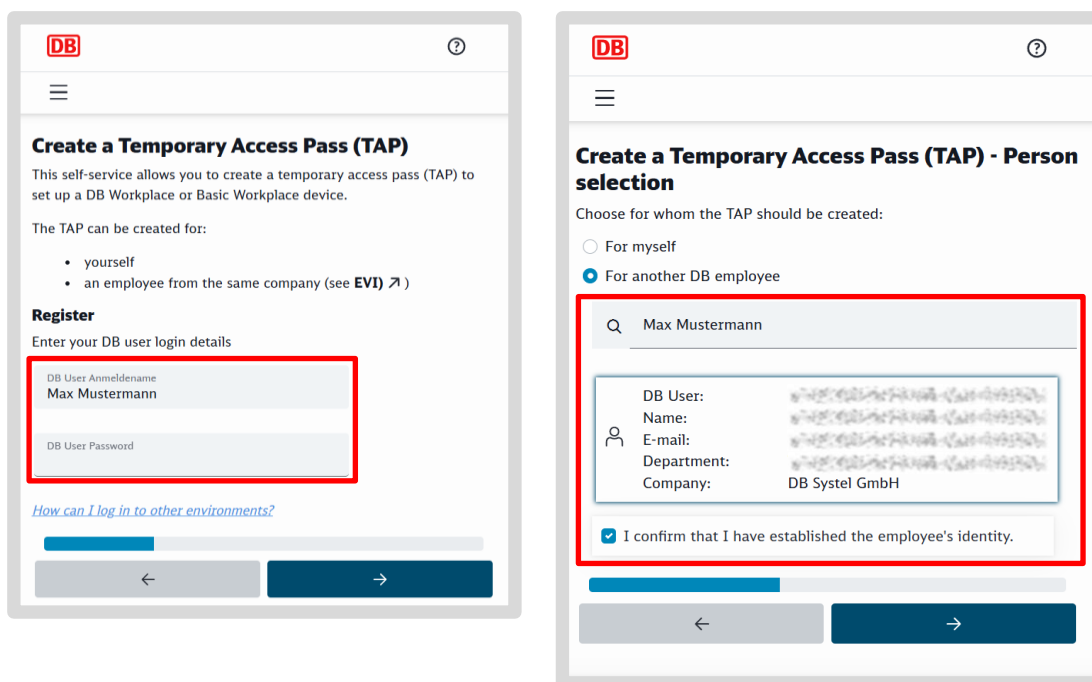 DB
Create a Temporary Access Pass (TAP)
This self-service allows you to create a temporary access pass (TAP) to
set up a DB Workplace or Basic Workplace device.
The TAP can be created for:
• yourself
• an employee from the same company (see EVI) ↗ )
Register
Enter your DB user login details
DB User Anmeldename
Max Mustermann
DB User Password
How can I log in to other environments?
DB
Create a Temporary Access Pass (TAP) - Person
selection
Choose for whom the TAP should be created:
For myself
For another DB employee
Max Mustermann
DB User:
Name:
E-mail:
Department:
Company: DB Systel GmbH
I confirm that I have established the employee's identity.